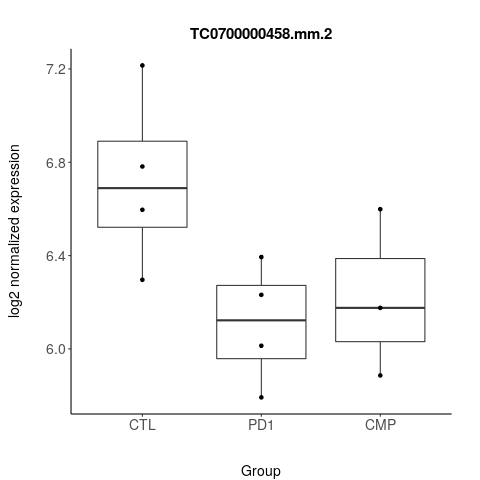 TC0700000458.mm.2
log2 normalized expression
7.2
6.8
6.4
6.0
CTL PD1 CMP
Group